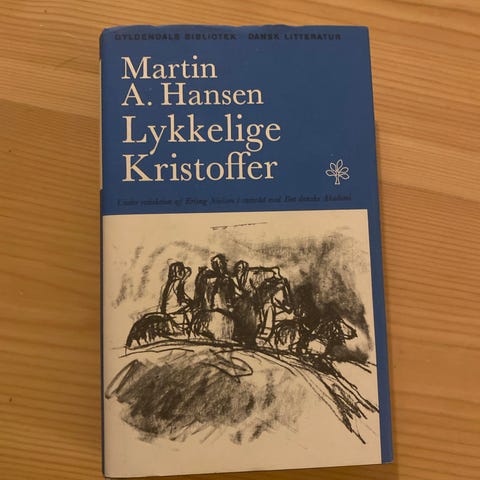 GYLDENDALS BIBLIOTEK · DANSK LITTERATUR
Martin
A. Hansen
Lykkelige
Kristoffer
Under redaktion af Erling Nielsen i samråd med Det danske Akademi